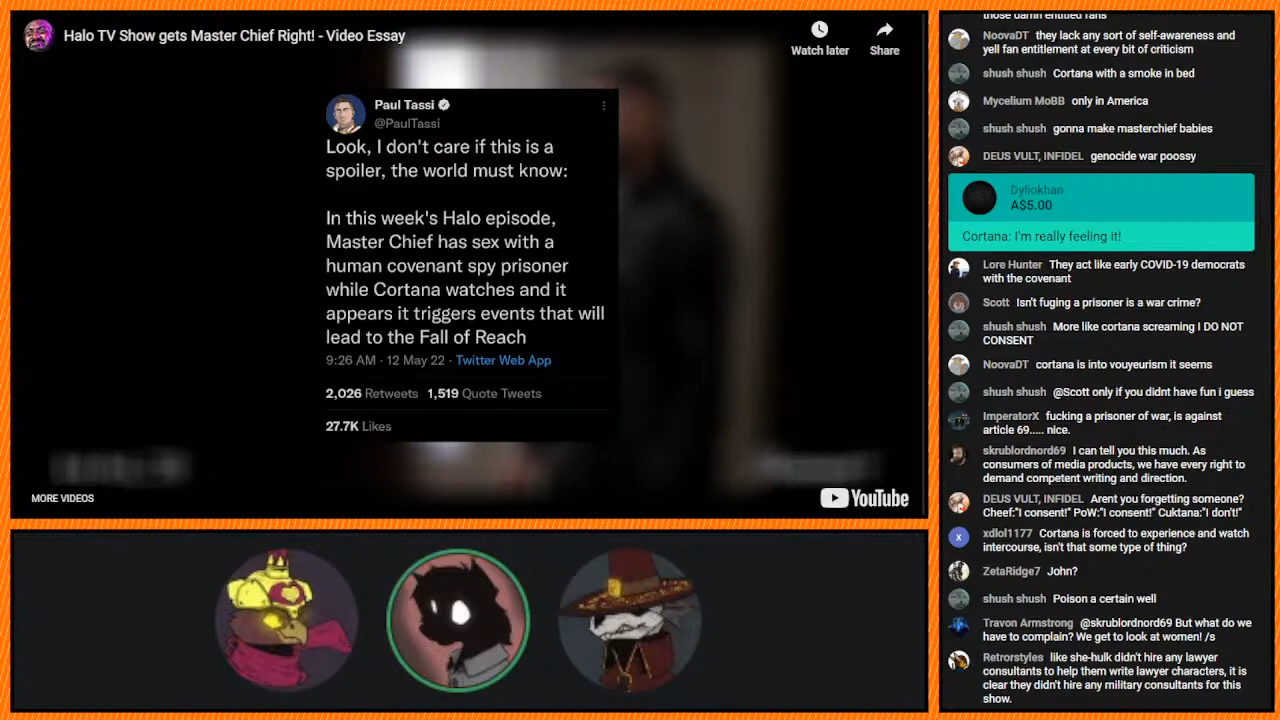 Halo TV Show gets Master Chief Right! - Video Essay
Watch later
Share
Paul Tassi
@PaulTassi
Look, I don't care if this is a
spoiler, the world must know:
In this week's Halo episode,
Master Chief has sex with a
human covenant spy prisoner
while Cortana watches and it
appears it triggers events that will
lead to the Fall of Reach
9:26 AM · 12 May 22 · Twitter Web App
2,026 Retweets 1,519 Quote Tweets
27.7K Likes
MORE VIDEOS
YouTube
those damn entitled fans
NoovaDT they lack any sort of self-awareness and
yell fan entitlement at every bit of criticism
shush shush Cortana with a smoke in bed
Mycelium MoBB only in America
shush shush gonna make masterchief babies
DEUS VULT, INFIDEL genocide war poossy
Dyliokhan
A$5.00
Cortana: I'm really feeling it!
Lore Hunter They act like early COVID-19 democrats
with the covenant
Scott Isn't fuging a prisoner is a war crime?
shush shush More like cortana screaming I DO NOT
CONSENT
NoovaDT cortana is into vouyeurism it seems
shush shush @Scott only if you didnt have fun i guess
ImperatorX fucking a prisoner of war, is against
article 69..... nice.
skrublordnord69 I can tell you this much. As
consumers of media products, we have every right to
demand competent writing and direction.
DEUS VULT, INFIDEL Arent you forgetting someone?
Cheef:"I consent!" PoW:"I consent!" Cuktana:"I don't!"
x
xdlol1177 Cortana is forced to experience and watch
intercourse, isn't that some type of thing?
ZetaRidge7 John?
shush shush Poison a certain well
Travon Armstrong @skrublordnord69 But what do we
have to complain? We get to look at women! /s
Retrorstyles like she-hulk didn't hire any lawyer
consultants to help them write lawyer characters, it is
clear they didn't hire any military consultants for this
show.